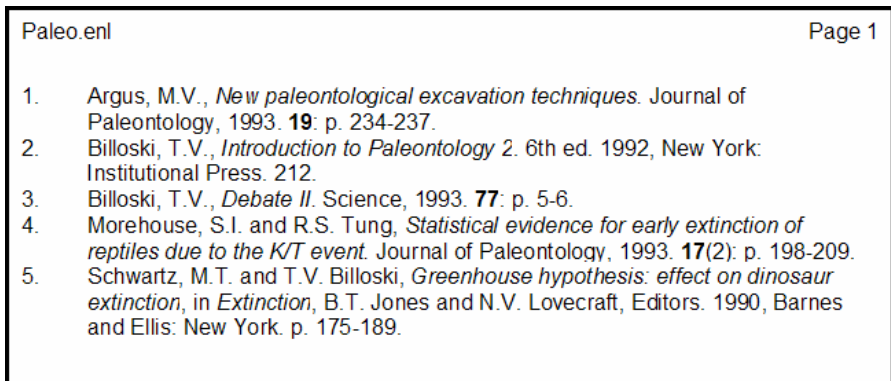 Paleo.enl Page 1
1. Argus, M.V., New paleontological excavation techniques. Journal of
Paleontology, 1993. 19: p. 234-237.
2. Billoski, T.V., Introduction to Paleontology 2. 6th ed. 1992, New York:
Institutional Press. 212.
3. Billoski, T.V., Debate II. Science, 1993. 77: p. 5-6.
4. Morehouse, S.I. and R.S. Tung, Statistical evidence for early extinction of
reptiles due to the K/T event. Journal of Paleontology, 1993. 17(2): p. 198-209.
5. Schwartz, M.T. and T.V. Billoski, Greenhouse hypothesis: effect on dinosaur
extinction, in Extinction, B.T. Jones and N.V. Lovecraft, Editors. 1990, Barnes
and Ellis: New York. p. 175-189.